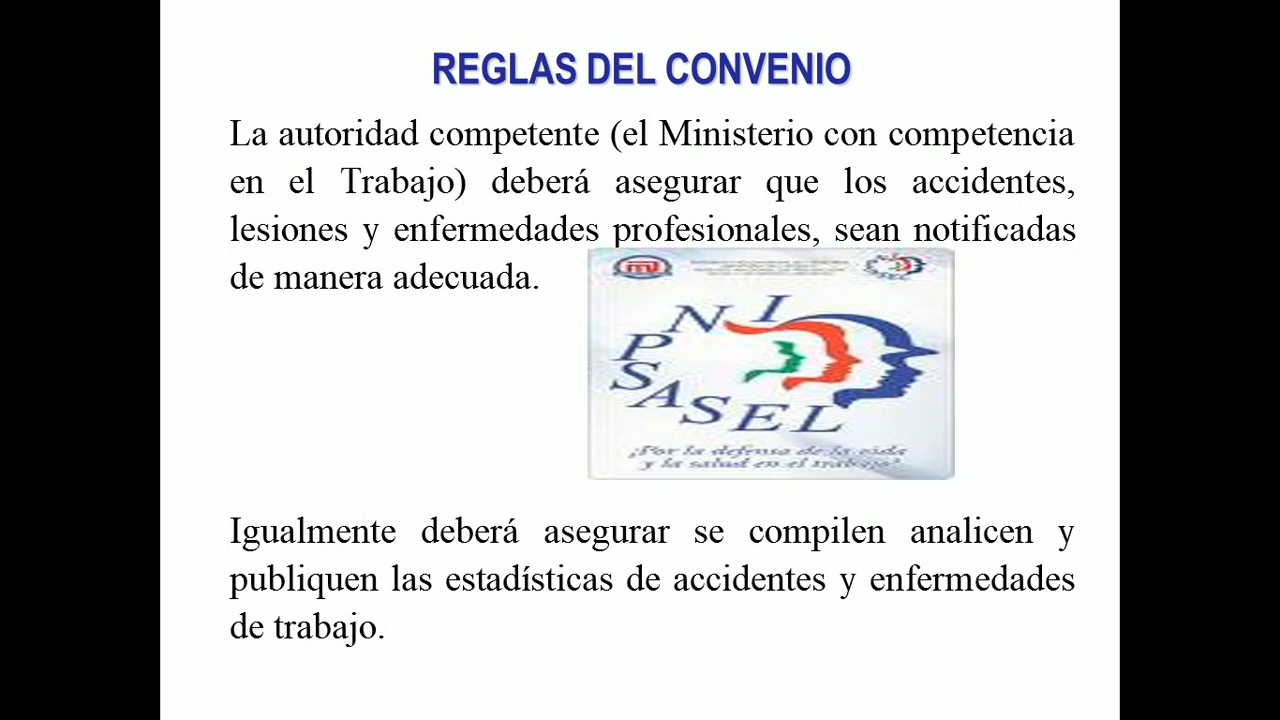 REGLAS DEL CONVENIO
La autoridad competente (el Ministerio con competencia
en el Trabajo) deberá asegurar que los accidentes,
lesiones y enfermedades profesionales, sean notificadas
de manera adecuada.
INPSASEL
¡Por la defensa de la vida
y la salud en el trabajo!
Igualmente deberá asegurar se compilen analicen y
publiquen las estadísticas de accidentes y enfermedades
de trabajo.